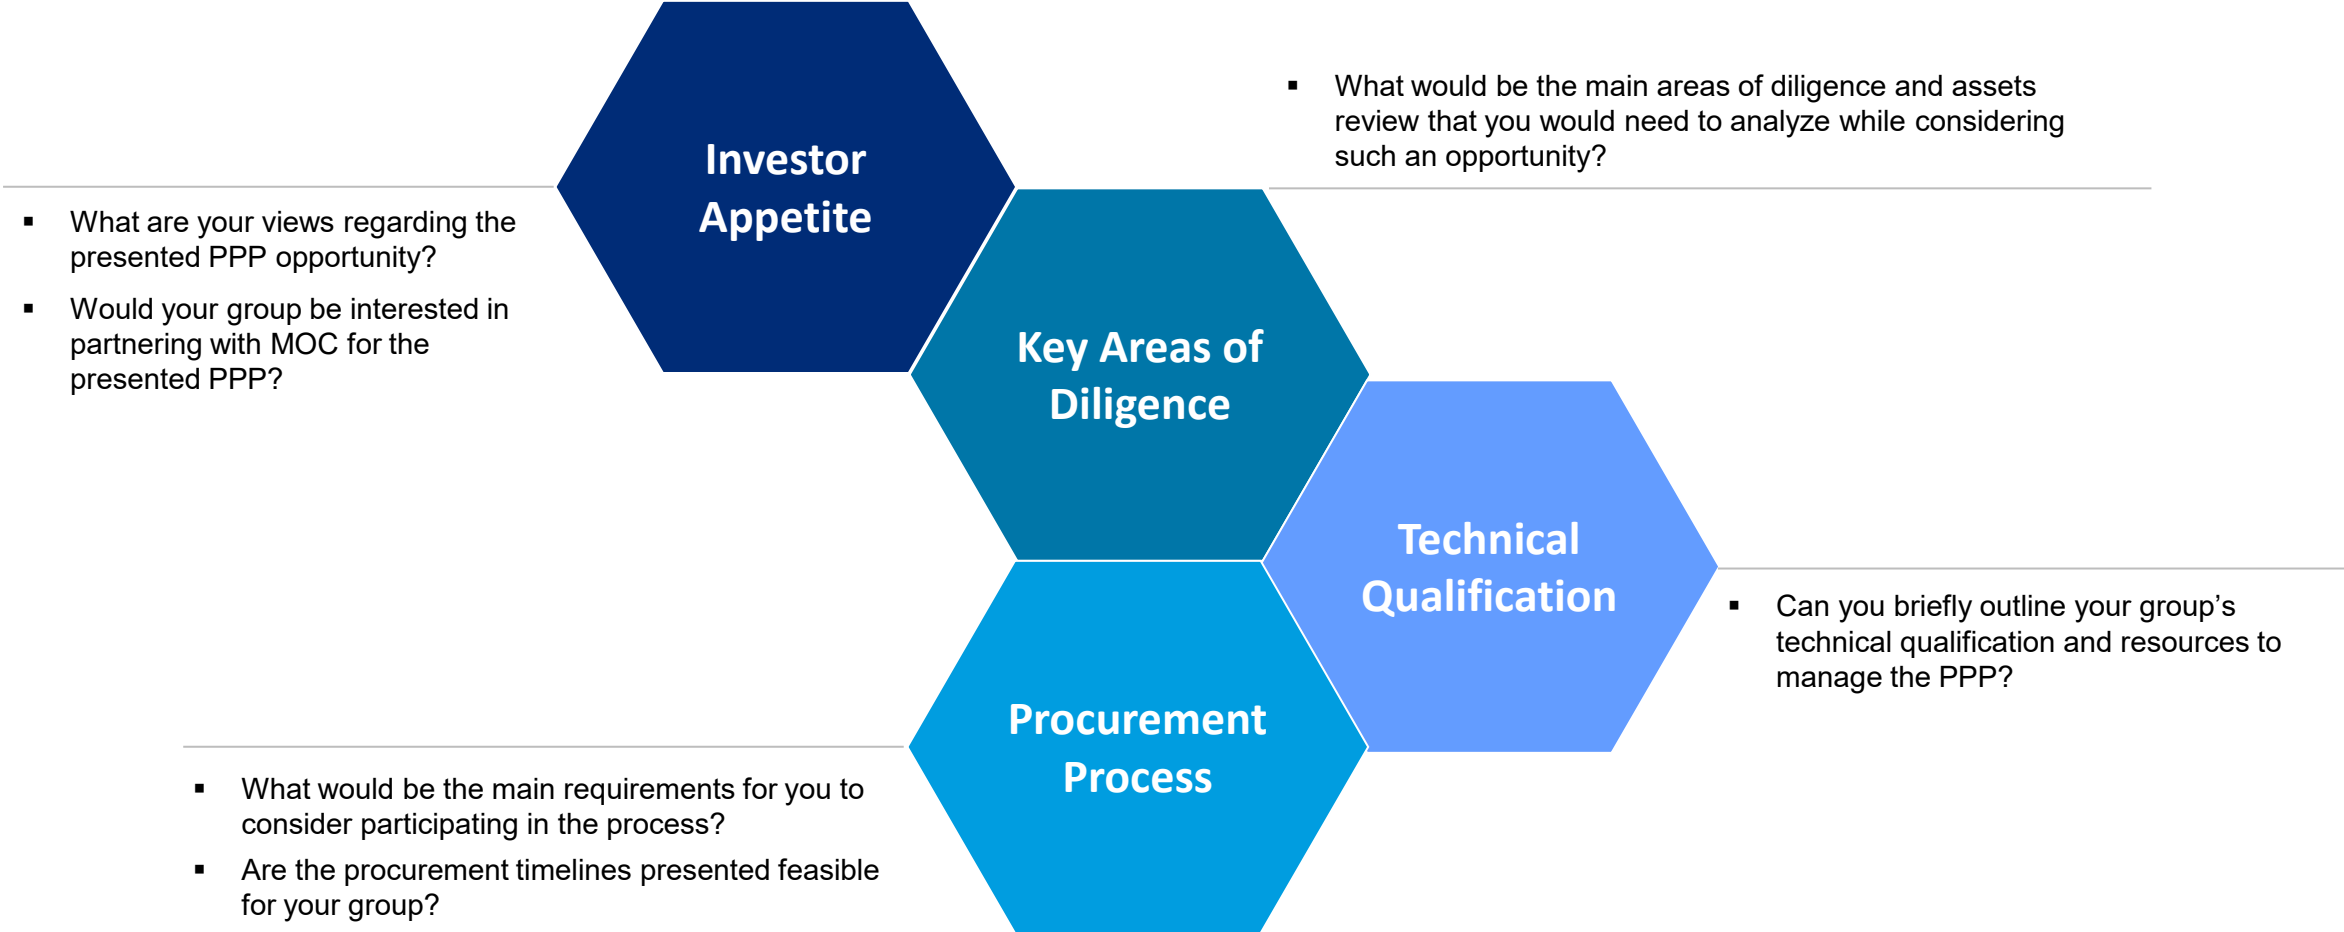 Investor
Appetite
▪ What are your views regarding the
presented PPP opportunity?
▪ Would your group be interested in
partnering with MOC for the
presented PPP?
Key Areas of
Diligence
▪ What would be the main areas of diligence and assets
review that you would need to analyze while considering
such an opportunity?
Technical
Qualification
▪ Can you briefly outline your group’s
technical qualification and resources to
manage the PPP?
Procurement
Process
▪ What would be the main requirements for you to
consider participating in the process?
▪ Are the procurement timelines presented feasible
for your group?